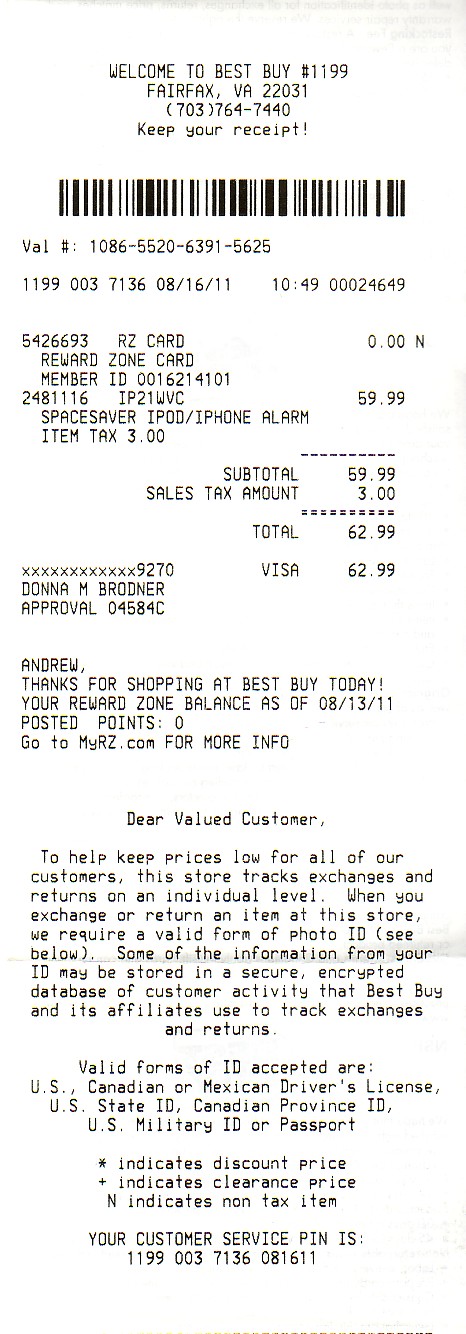 WELCOME TO BEST BUY #1199
FAIRFAX, VA 22031
(703)764-7440
Keep your receipt!
Val #: 1086-5520-6391-5625
1199 003 7136 08/16/11 10:49 00024649
5426693 RZ CARD 0.00 N
REWARD ZONE CARD
MEMBER ID 0016214101
2481116 IP21WVC 59.99
SPACESAVER IPOD/IPHONE ALARM
ITEM TAX 3.00
----------
SUBTOTAL 59.99
SALES TAX AMOUNT 3.00
==========
TOTAL 62.99
xxxxxxxxxxxx9270 VISA 62.99
DONNA M BRODNER
APPROVAL 04584C
ANDREW,
THANKS FOR SHOPPING AT BEST BUY TODAY!
YOUR REWARD ZONE BALANCE AS OF 08/13/11
POSTED POINTS: 0
Go to MyRZ.com FOR MORE INFO
Dear Valued Customer,
To help keep prices low for all of our
customers, this store tracks exchanges and
returns on an individual level. When you
exchange or return an item at this store,
we require a valid form of photo ID (see
below). Some of the information from your
ID may be stored in a secure, encrypted
database of customer activity that Best Buy
and its affiliates use to track exchanges
and returns.
Valid forms of ID accepted are:
U.S., Canadian or Mexican Driver's License,
U.S. State ID, Canadian Province ID,
U.S. Military ID or Passport
* indicates discount price
+ indicates clearance price
N indicates non tax item
YOUR CUSTOMER SERVICE PIN IS:
1199 003 7136 081611